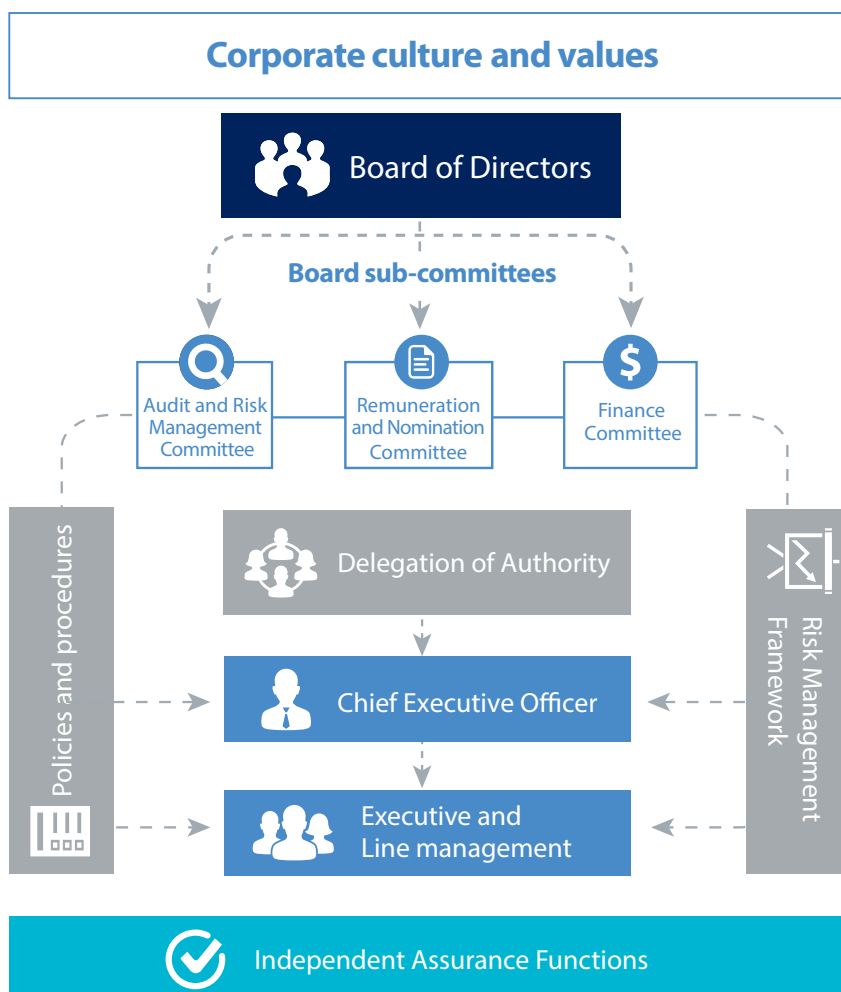 Corporate culture and values
Board of Directors
Board sub-committees
Audit and Risk
Management
Committee
Remuneration
and Nomination
Committee
$
Finance
Committee
Policies and procedures
Delegation of Authority
Chief Executive Officer
Executive and
Line management
Risk Management
Framework
Independent Assurance Functions